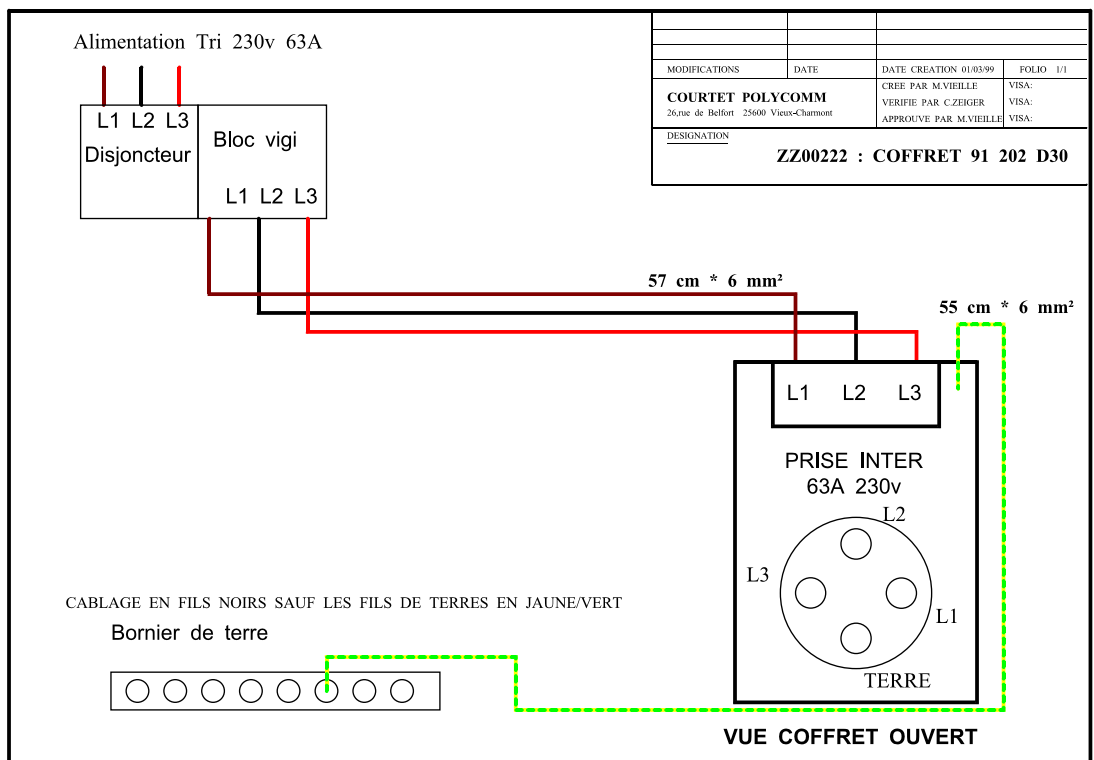 Alimentation Tri 230v 63A
L1 L2 L3
Disjoncteur
Bloc vigi
L1 L2 L3
MODIFICATIONS DATE DATE CREATION 01/03/99 FOLIO 1/1
COURTET POLYCOMM
26,rue de Belfort 25600 Vieux-Charmont
CREE PAR M.VIEILLE VISA:
VERIFIE PAR C.ZEIGER VISA:
APPROUVE PAR M.VIEILLE VISA:
DESIGNATION
ZZ00222 : COFFRET 91 202 D30
57 cm * 6 mm²
55 cm * 6 mm²
L1 L2 L3
PRISE INTER
63A 230v
L2
L3
L1
TERRE
CABLAGE EN FILS NOIRS SAUF LES FILS DE TERRES EN JAUNE/VERT
Bornier de terre
VUE COFFRET OUVERT